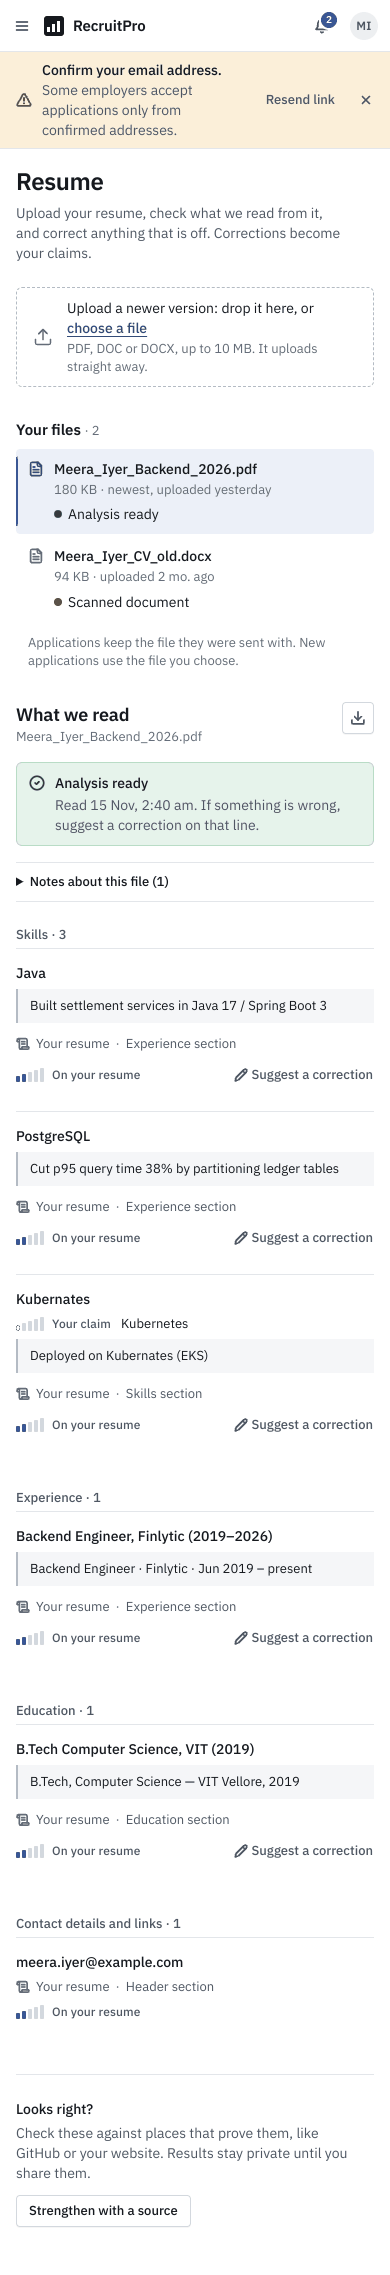 RecruitPro
2
MI
Confirm your email address.
Some employers accept
applications only from
confirmed addresses.
Resend link
Resume
Upload your resume, check what we read from it,
and correct anything that is off. Corrections become
your claims.
Upload a newer version: drop it here, or
choose a file
PDF, DOC or DOCX, up to 10 MB. It uploads
straight away.
Your files · 2
Meera_Iyer_Backend_2026.pdf
180 KB · newest, uploaded yesterday
Analysis ready
Meera_Iyer_CV_old.docx
94 KB · uploaded 2 mo. ago
Scanned document
Applications keep the file they were sent with. New
applications use the file you choose.
What we read
Meera_Iyer_Backend_2026.pdf
Analysis ready
Read 15 Nov, 2:40 am. If something is wrong,
suggest a correction on that line.
Notes about this file (1)
Skills · 3
Java
Built settlement services in Java 17 / Spring Boot 3
Your resume · Experience section
On your resume
Suggest a correction
PostgreSQL
Cut p95 query time 38% by partitioning ledger tables
Your resume · Experience section
On your resume
Suggest a correction
Kubernates
Your claim Kubernetes
Deployed on Kubernates (EKS)
Your resume · Skills section
On your resume
Suggest a correction
Experience · 1
Backend Engineer, Finlytic (2019–2026)
Backend Engineer · Finlytic · Jun 2019 – present
Your resume · Experience section
On your resume
Suggest a correction
Education · 1
B.Tech Computer Science, VIT (2019)
B.Tech, Computer Science — VIT Vellore, 2019
Your resume · Education section
On your resume
Suggest a correction
Contact details and links · 1
meera.iyer@example.com
Your resume · Header section
On your resume
Looks right?
Check these against places that prove them, like
GitHub or your website. Results stay private until you
share them.
Strengthen with a source